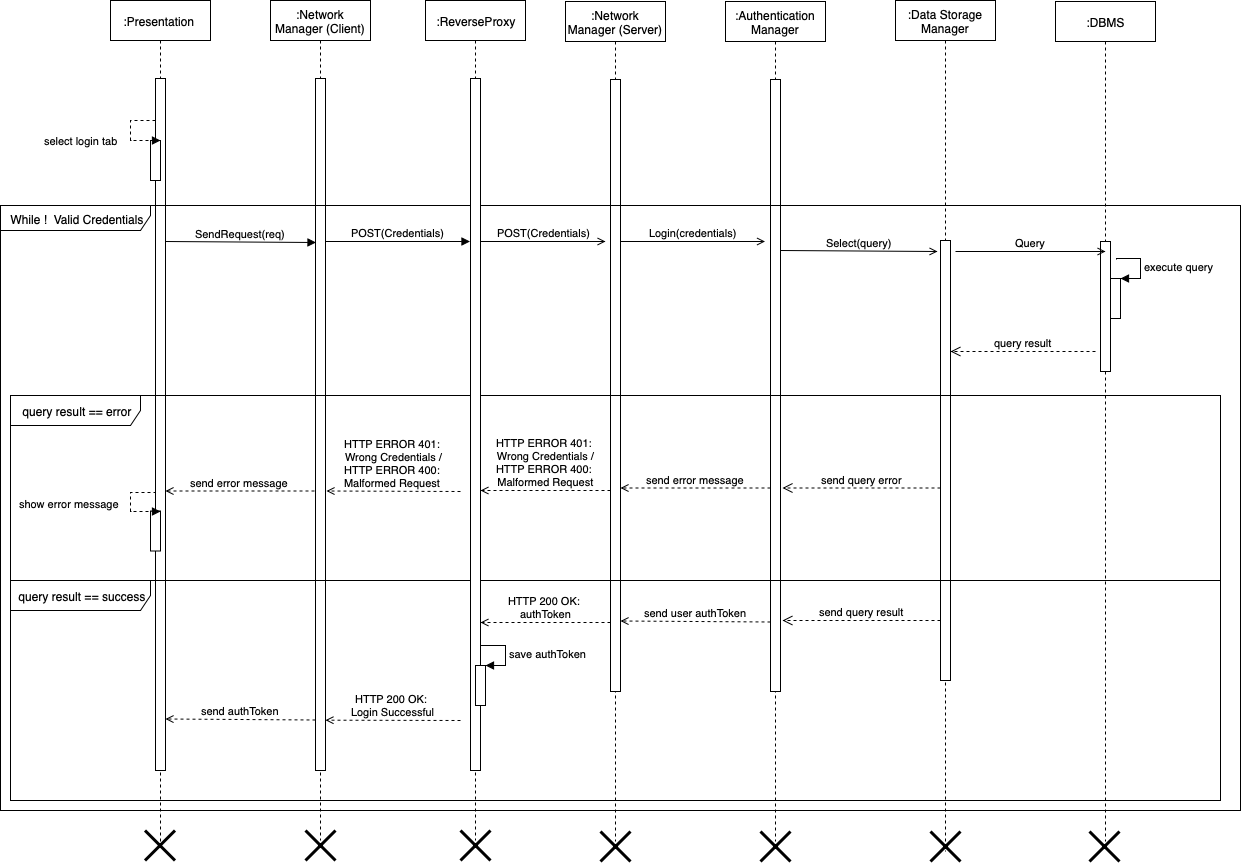 :Presentation
:Network
Manager (Client)
:ReverseProxy
:Network
Manager (Server)
:Authentication
Manager
:Data Storage
Manager
:DBMS
select login tab
While ! Valid Credentials
SendRequest(req)
POST(Credentials)
POST(Credentials)
Login(credentials)
Select(query)
Query
execute query
query result
query result == error
HTTP ERROR 401:
Wrong Credentials /
HTTP ERROR 400:
Malformed Request
HTTP ERROR 401:
Wrong Credentials /
HTTP ERROR 400:
Malformed Request
send error message
send error message
send query error
show error message
query result == success
HTTP 200 OK:
authToken
send user authToken
send query result
save authToken
HTTP 200 OK:
Login Successful
send authToken